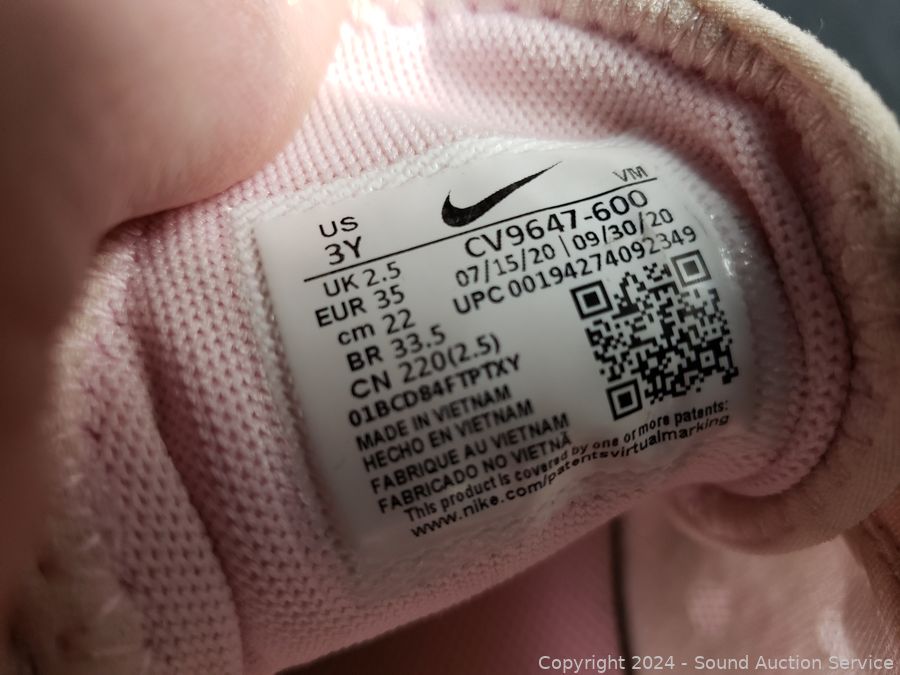 US
3Y
UK 2.5
EUR 35
cm 22
BR 33.5
CN 220(2.5)
01BCD84FTPTXY
MADE IN VIETNAM
HECHO EN VIETNAM
FABRIQUE AU VIETNAM
FABRICADO NO VIETNÃ
This product is covered by one or more patents:
www.nike.com/patentsvirtualmarking
VM
CV9647-600
07/15/20 | 09/30/20
UPC 00194274092349
Copyright 2024 - Sound Auction Service